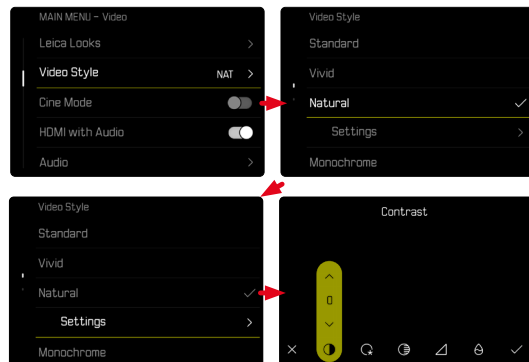 MAIN MENU - Video
Leica Looks
Video Style NAT
Cine Mode
HDMI with Audio
Audio
Video Style
Standard
Vivid
Natural
Settings
Monochrome
Video Style
Standard
Vivid
Natural
Settings
Monochrome
Contrast
0